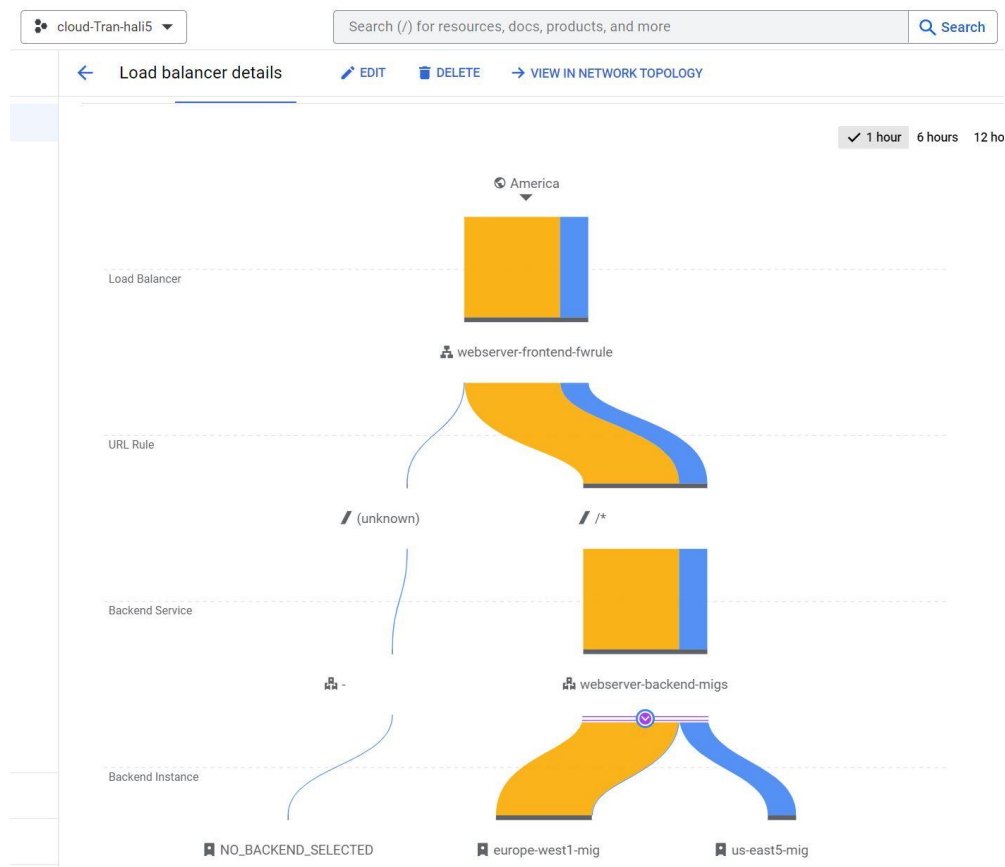 cloud-Tran-hali5
Search (/) for resources, docs, products, and more
Search
Load balancer details
EDIT
DELETE
VIEW IN NETWORK TOPOLOGY
1 hour
6 hours
12 ho
America
Load Balancer
webserver-frontend-fwrule
URL Rule
(unknown)
/*
Backend Service
-
webserver-backend-migs
Backend Instance
NO_BACKEND_SELECTED
europe-west1-mig
us-east5-mig